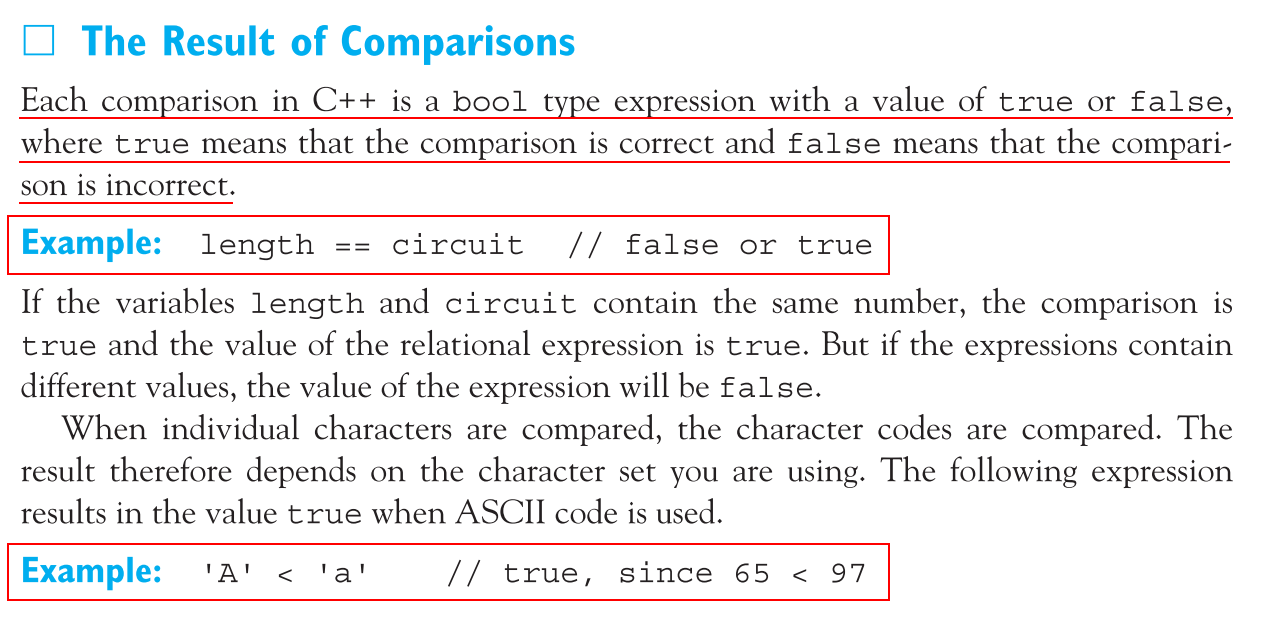 The Result of Comparisons
Each comparison in C++ is a bool type expression with a value of true or false,
where true means that the comparison is correct and false means that the compari-
son is incorrect.
Example: length == circuit // false or true
If the variables length and circuit contain the same number, the comparison is
true and the value of the relational expression is true. But if the expressions contain
different values, the value of the expression will be false.
When individual characters are compared, the character codes are compared. The
result therefore depends on the character set you are using. The following expression
results in the value true when ASCII code is used.
Example: 'A' < 'a' // true, since 65 < 97